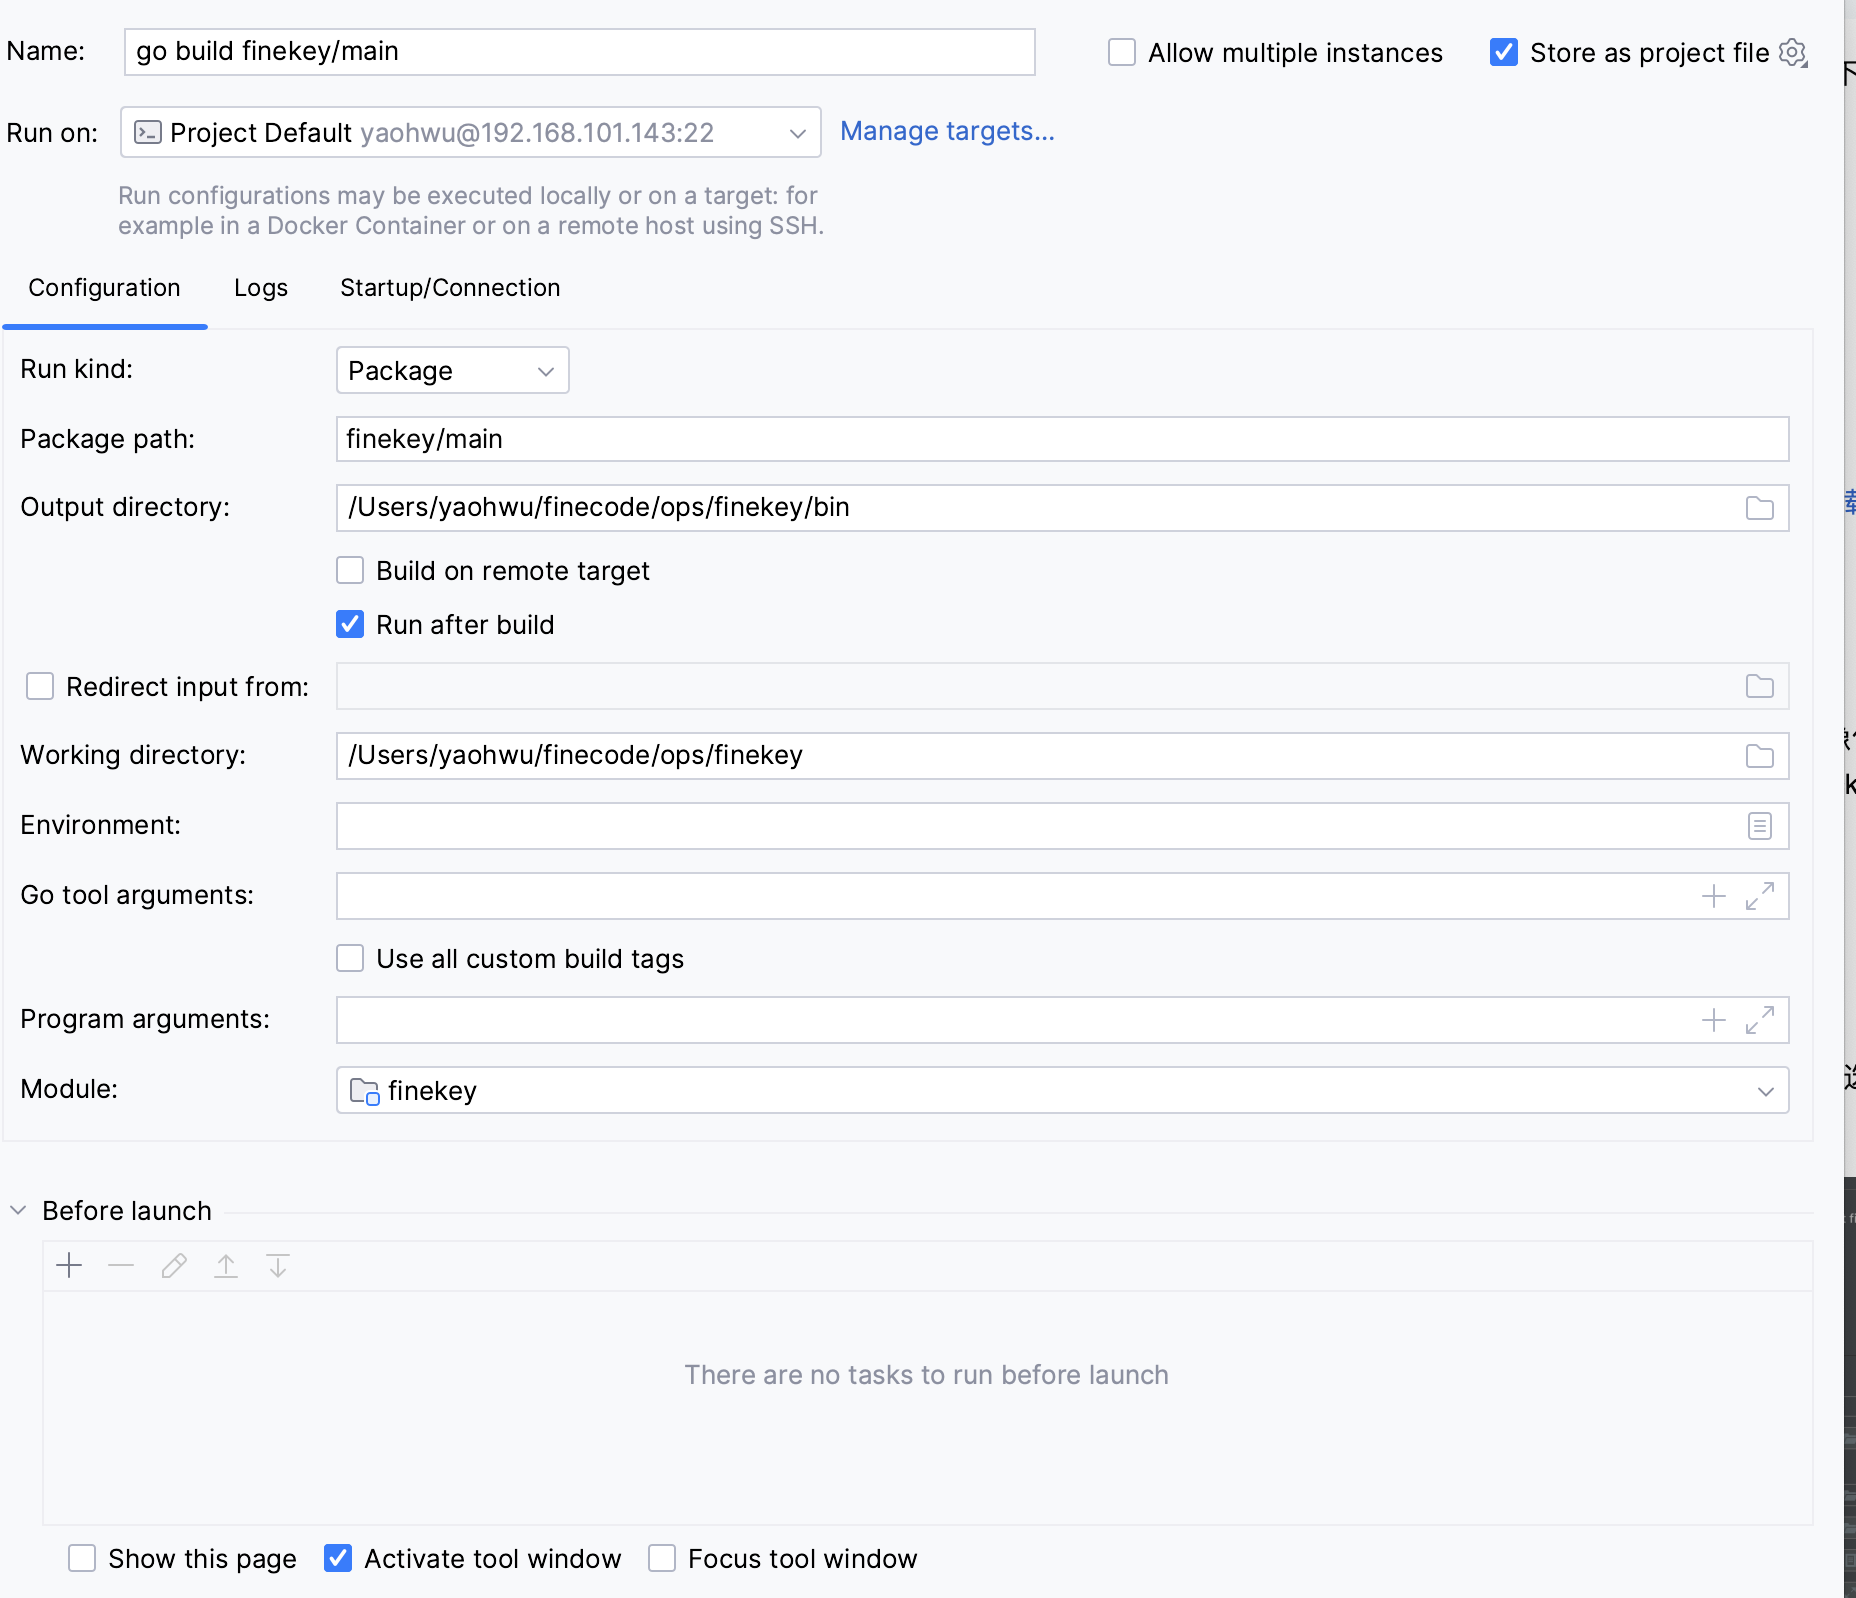 Name: go build finekey/main Allow multiple instances Store as project file
Run on: Project Default yaohwu@192.168.101.143:22 Manage targets...
Run configurations may be executed locally or on a target: for
example in a Docker Container or on a remote host using SSH.
Configuration Logs Startup/Connection
Run kind: Package
Package path: finekey/main
Output directory: /Users/yaohwu/finecode/ops/finekey/bin
Build on remote target
Run after build
Redirect input from:
Working directory: /Users/yaohwu/finecode/ops/finekey
Environment:
Go tool arguments:
Use all custom build tags
Program arguments:
Module: finekey
Before launch
There are no tasks to run before launch
Show this page Activate tool window Focus tool window